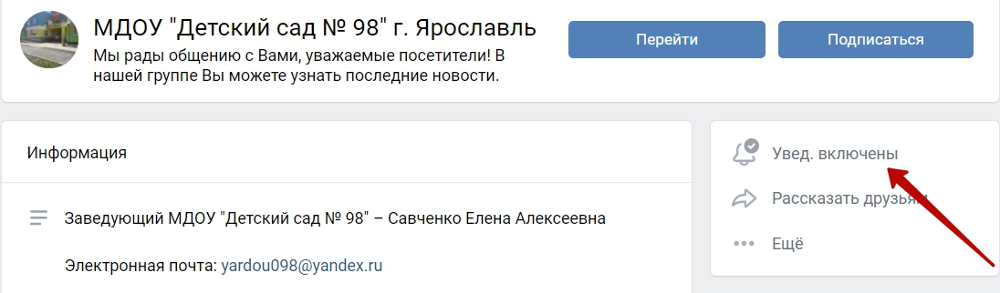 МДОУ "Детский сад № 98" г. Ярославль
Мы рады общению с Вами, уважаемые посетители! В
нашей группе Вы можете узнать последние новости.
Перейти
Подписаться
Информация
Заведующий МДОУ "Детский сад № 98" – Савченко Елена Алексеевна
Электронная почта: yardou098@yandex.ru
Увед. включены
Рассказать друзьям
Ещё